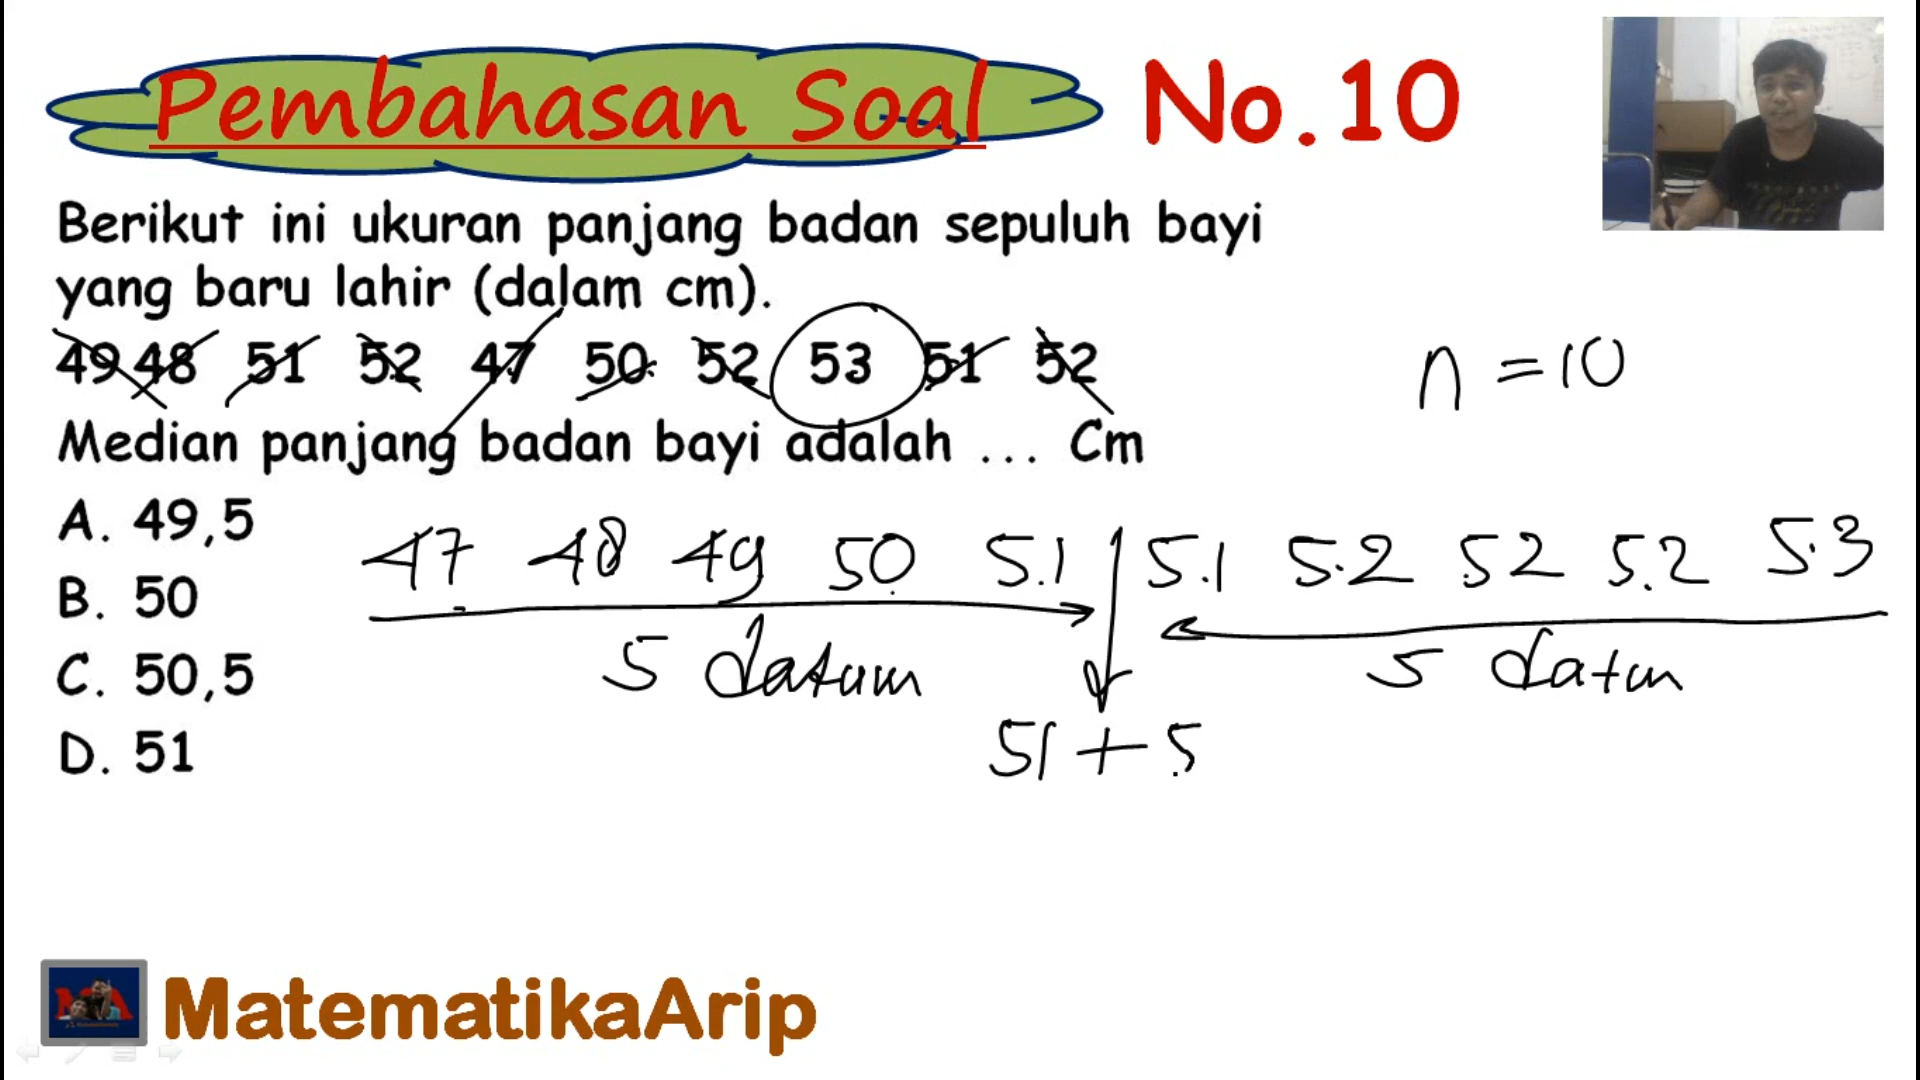 Pembahasan Soal No.10
Berikut ini ukuran panjang badan sepuluh bayi
yang baru lahir (dalam cm).
49 48 51 52 47 50 52 53 51 52
n = 10
Median panjang badan bayi adalah ... Cm
A. 49,5
47 48 49 50 51 51 52 52 52 53
B. 50
C. 50,5
5 datum 5 datum
D. 51
51 + 5
MatematikaArip